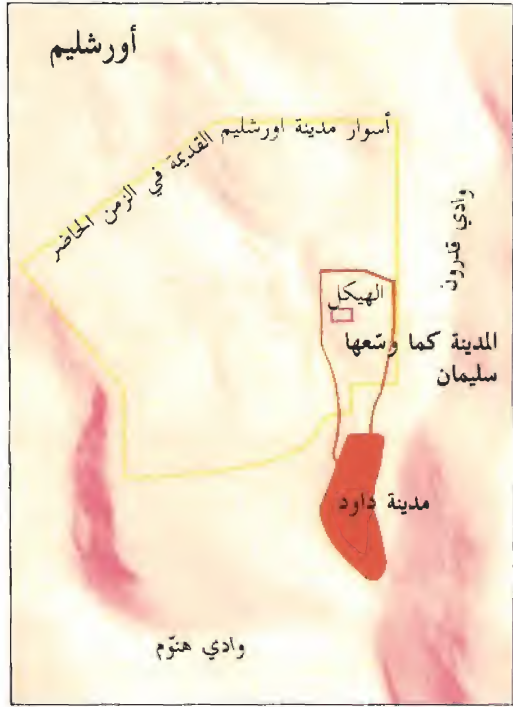 أورشليم
أسوار مدينة اورشليم القديمة في الزمن الحاضر
وادي قدرون
الهيكل
المدينة كما وسّعها
سليمان
مدينة داود
وادي هنّوم